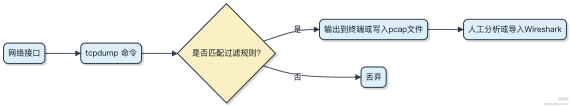 网络接口
tcpdump 命令
是否匹配过滤规则?
是
输出到终端或写入pcap文件
人工分析或导入Wireshark
否
丢弃